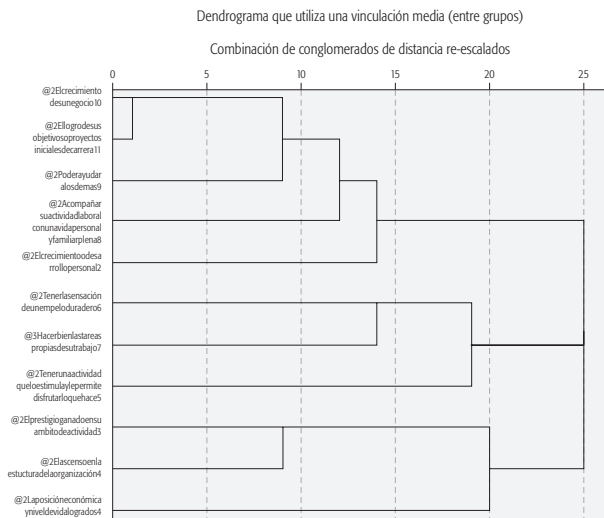 Dendrograma que utiliza una vinculación media (entre grupos)
Combinación de conglomerados de distancia re-escalados
0 5 10 15 20 25
@2Elcrecimiento
desunegocio10
@2Ellogrodesus
objetivosoproyectos
inicialesdecarrera11
@2Poderayudar
alosdemas9
@2Acompañar
suactividadlaboral
conunavidapersonal
yfamiliarplena8
@2Elcrecimientoodesa
rrollopersonal2
@2Tenerlasensación
deunempeloduradero6
@3Hacerbienlastareas
propiasdesutrabajo7
@2Tenerunaactividad
queloestimulaylepermite
disfrutarloquehace5
@2Elprestigioganadoensu
ambitodeactividad3
@2Elascensoenla
estucturadelaorganización4
@2Laposicióneconómica
yniveldevidalogrados4